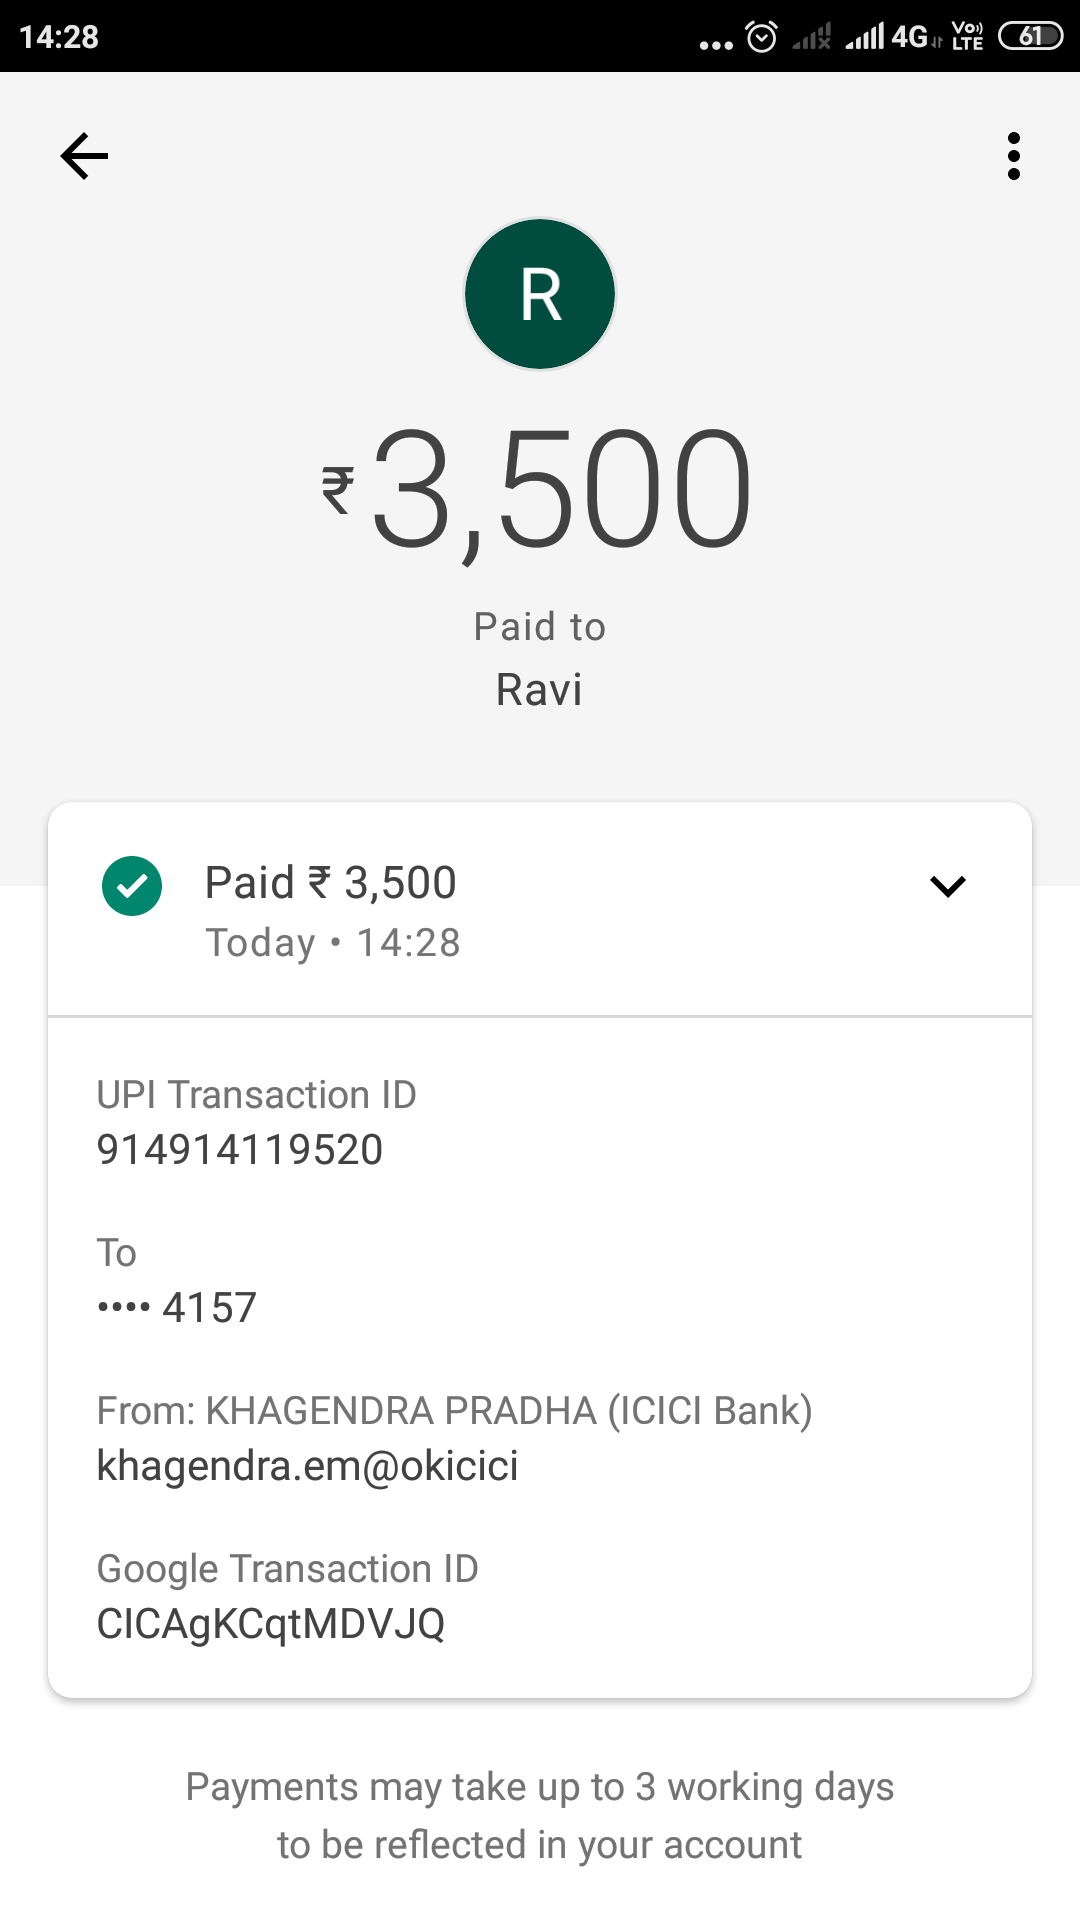 14:28
4G
Vo)) LTE
61
R
₹3,500
Paid to
Ravi
Paid ₹ 3,500
Today • 14:28
UPI Transaction ID
914914119520
To
•••• 4157
From: KHAGENDRA PRADHA (ICICI Bank)
khagendra.em@okicici
Google Transaction ID
CICAgKCqtMDVJQ
Payments may take up to 3 working days
to be reflected in your account